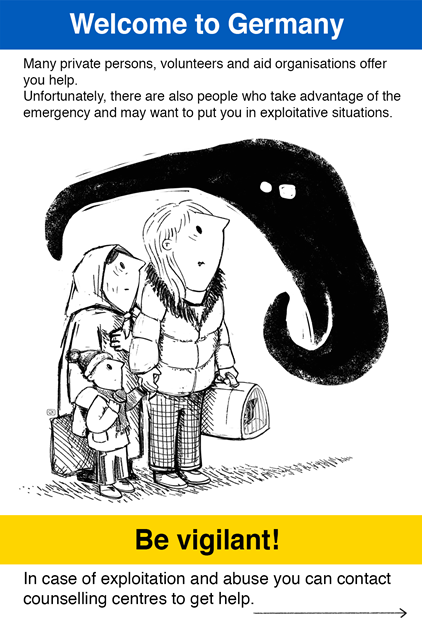 Welcome to Germany
Many private persons, volunteers and aid organisations offer
you help.
Unfortunately, there are also people who take advantage of the
emergency and may want to put you in exploitative situations.
Be vigilant!
In case of exploitation and abuse you can contact
counselling centres to get help.